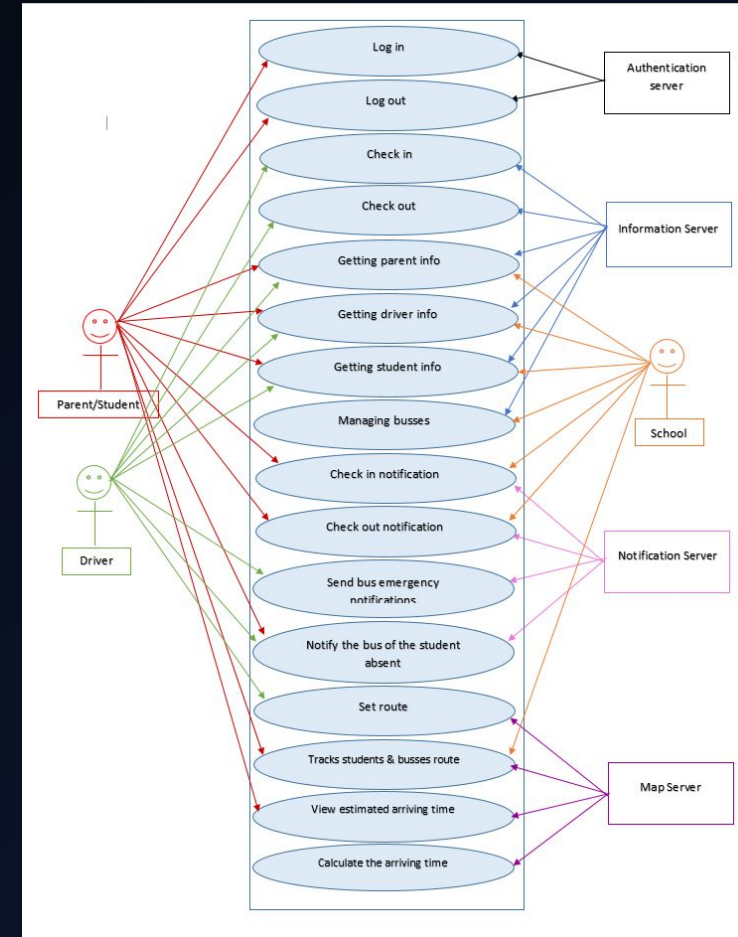 Log in
Log out
Check in
Check out
Getting parent info
Getting driver info
Getting student info
Managing busses
Check in notification
Check out notification
Send bus emergency
notifications
Notify the bus of the student
absent
Set route
Tracks students & busses route
View estimated arriving time
Calculate the arriving time
Parent/Student
Driver
Authentication
server
Information Server
School
Notification Server
Map Server